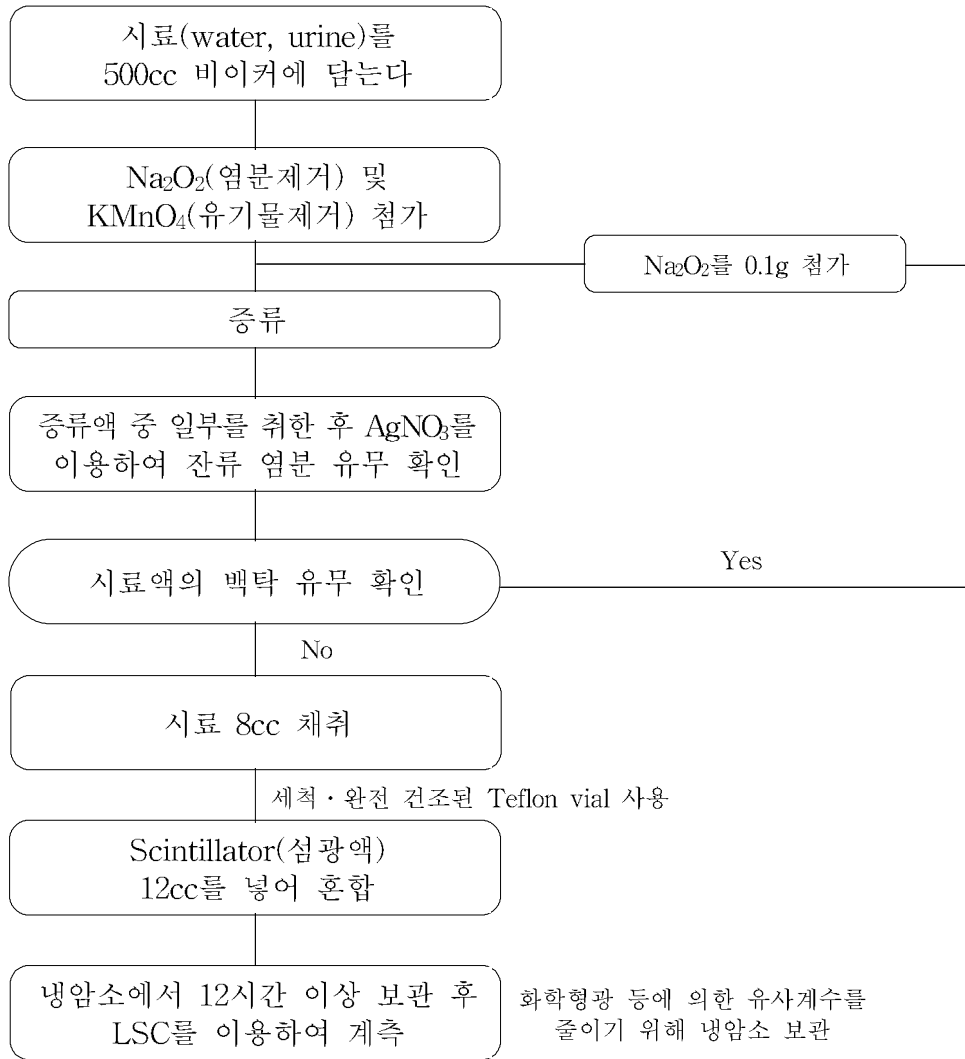 시료(water, urine)를
500cc 비이커에 담는다
Na₂O₂(염분제거) 및
KMnO₄(유기물제거) 첨가
Na₂O₂를 0.1g 첨가
증류
증류액 중 일부를 취한 후 AgNO₃를
이용하여 잔류 염분 유무 확인
시료액의 백탁 유무 확인
Yes
No
시료 8cc 채취
세척·완전 건조된 Teflon vial 사용
Scintillator(섬광액)
12cc를 넣어 혼합
냉암소에서 12시간 이상 보관 후
LSC를 이용하여 계측
화학형광 등에 의한 유사계수를
줄이기 위해 냉암소 보관